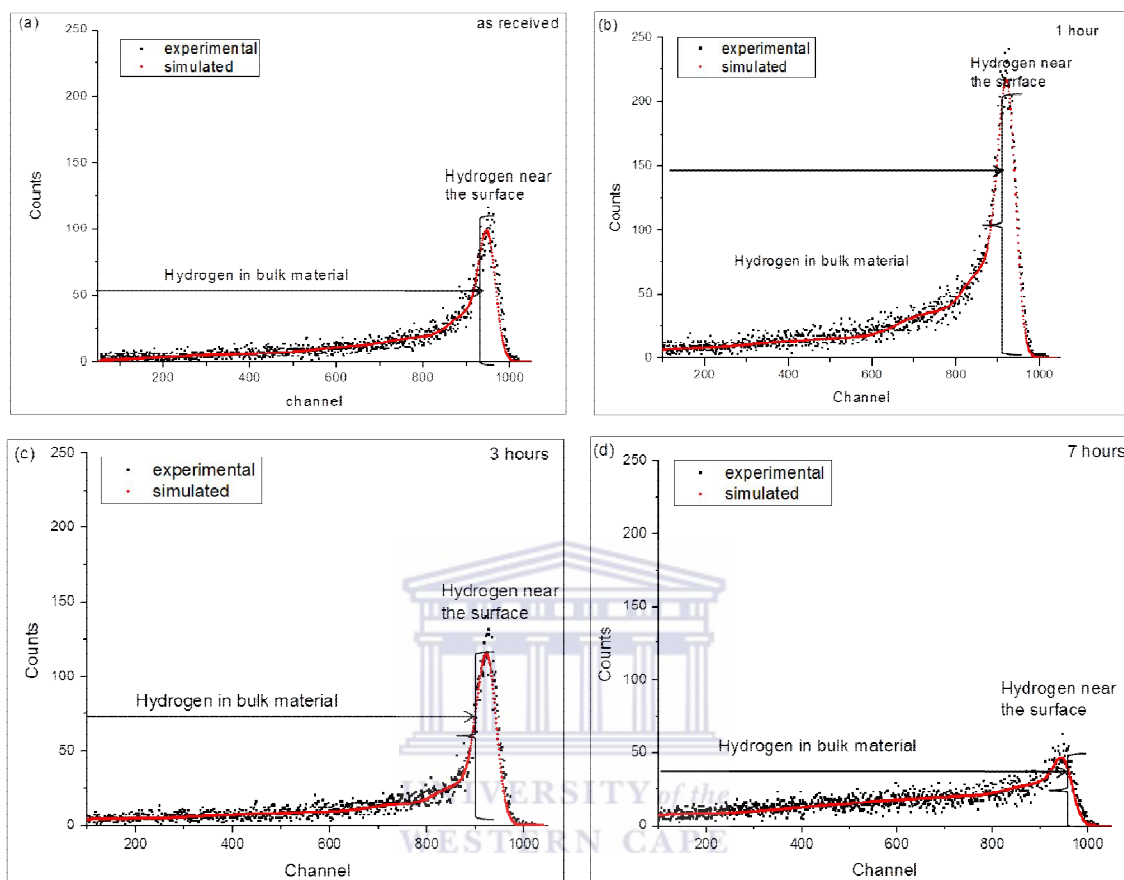 (a)
as received
250
experimental
simulated
200
150
Hydrogen near
the surface
100
Hydrogen in bulk material
50
0
Counts
200 400 600 800 1000
channel
(b)
1 hour
250
experimental
simulated
Hydrogen near
the surface
200
150
100
Hydrogen in bulk material
50
0
Counts
200 400 600 800 1000
Channel
(c)
3 hours
250
experimental
simulated
200
150
Hydrogen near
the surface
100
Hydrogen in bulk material
50
0
Counts
200 400 600 800 1000
Channel
(d)
7 hours
250
experimental
simulated
200
150
100
Hydrogen near
the surface
Hydrogen in bulk material
50
0
Counts
200 400 600 800 1000
Channel
UNIVERSITY of the
WESTERN CAPE